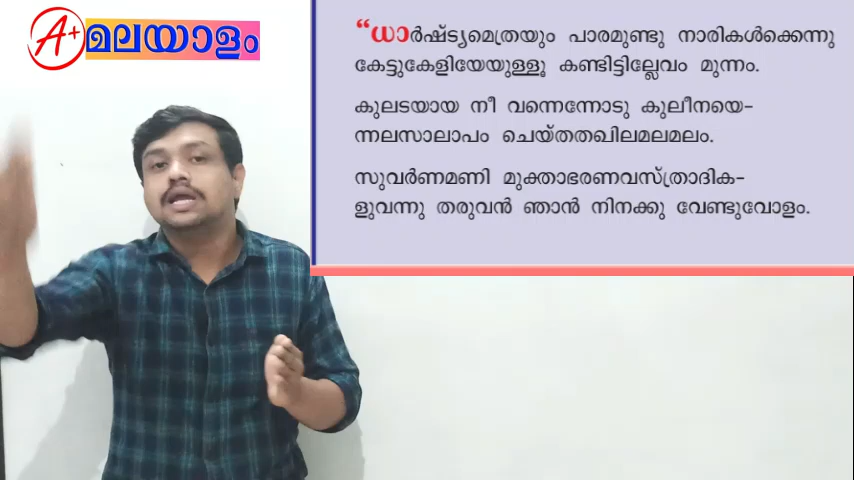 A+
മലയാളം
“ധാർഷ്ട്യമെത്രയും പാരമുണ്ടു നാരികൾക്കെന്നു
കേട്ടുകേളിയേയുള്ളൂ കണ്ടിട്ടില്ലേവം മുന്നം.
കുലടയായ നീ വന്നെന്നോടു കുലീനയെ–
ന്നലസാലാപം ചെയ്തതഖിലമലമലം.
സുവർണമണി മുക്താഭരണവസ്ത്രാദിക–
ളുവന്നു തരുവൻ ഞാൻ നിനക്കു വേണ്ടുവോളം.